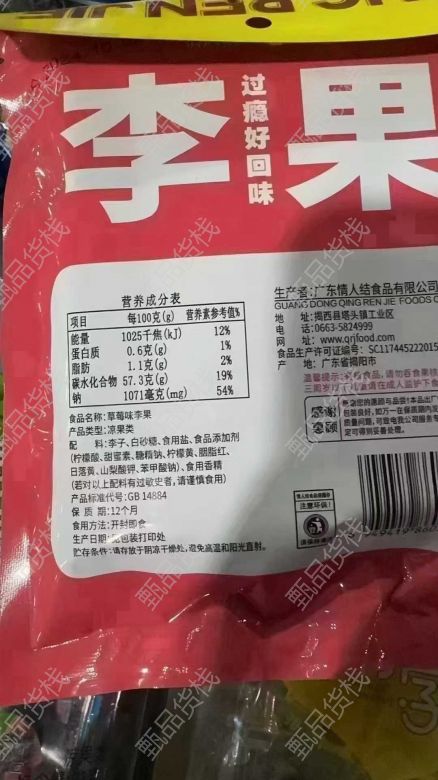 李果
过瘾好回味
营养成分表
项目 每100克(g) 营养素参考值%
能量 1025千焦(kJ) 12%
蛋白质 0.6克(g) 1%
脂肪 1.1克(g) 2%
碳水化合物 57.3克(g) 19%
钠 1071毫克(mg) 54%
食品名称:草莓味李果
产品类型:凉果类
配 料:李子、白砂糖、食用盐、食品添加剂
(柠檬酸、甜蜜素、糖精钠、柠檬黄、胭脂红、
日落黄、山梨酸钾、苯甲酸钠)、食用香精
(若对以上配料有过敏史者,请谨慎食用)
产品标准代号:GB 14884
保 质 期:12个月
食用方法:开封即食
生产日期:见包装打印处
贮存条件:请存放于阴凉干燥处,避免高温和阳光直射。
生产者:广东情人结食品有限公司
GUANG DONG QING REN JIE FOODS
地 址:揭西县塔头镇工业区
电 话:0663-5824999
网 址:www.qrjfood.com
食品生产许可证编号:SC117445222015
产 地:广东省揭阳市
感谢
惠顾
注意环保!
甄品货栈